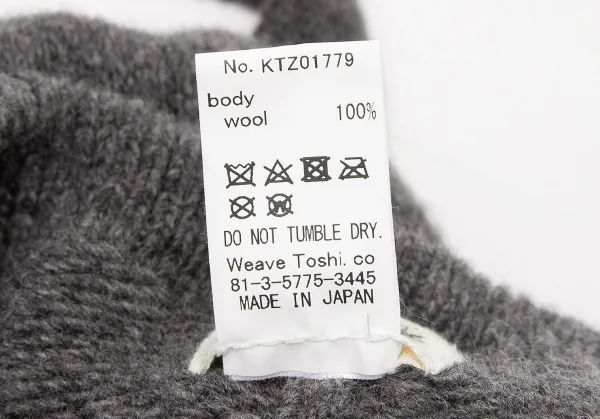 No. KTZ01779
body
wool 100%
DO NOT TUMBLE DRY.
Weave Toshi. co
81-3-5775-3445
MADE IN JAPAN